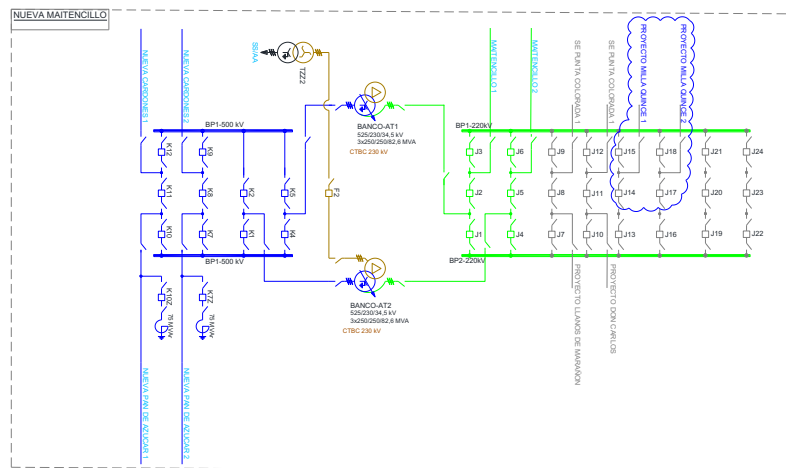 NUEVA MAITENCILLO
NUEVA CARDONES 1
NUEVA CARDONES 2
SS/AA
TZZ2
MAITENCILLO 1
MAITENCILLO 2
SE PUNTA COLORADA 1
SE PUNTA COLORADA 1
PROYECTO MILLA QUINCE 1
PROYECTO MILLA QUINCE 2
BP1-500 kV
BANCO-AT1
525/230/34,5 kV
3x250/250/82,6 MVA
CTBC 230 kV
BP1-220kV
K12
K9
J3
J6
J9
J12
J15
J18
J21
J24
K11
K8
K2
K5
F2
J2
J5
J8
J11
J14
J17
J20
J23
K10
K7
K1
K4
J1
J4
J7
J10
J13
J16
J19
J22
BP1-500 kV
BP2-220kV
K10Z
K7Z
75 MVAr
75 MVAr
BANCO-AT2
525/230/34,5 kV
3x250/250/82,6 MVA
CTBC 230 kV
PROYECTO LLANOS DE MARAÑON
PROYECTO DON CARLOS
NUEVA PAN DE AZUCAR 1
NUEVA PAN DE AZUCAR 2